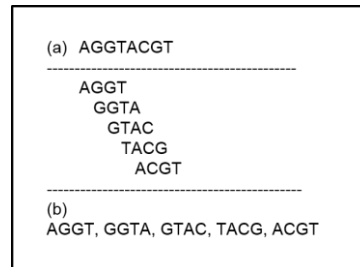 (a) AGGTACGT
AGGT
GGTA
GTAC
TACG
ACGT
(b)
AGGT, GGTA, GTAC, TACG, ACGT